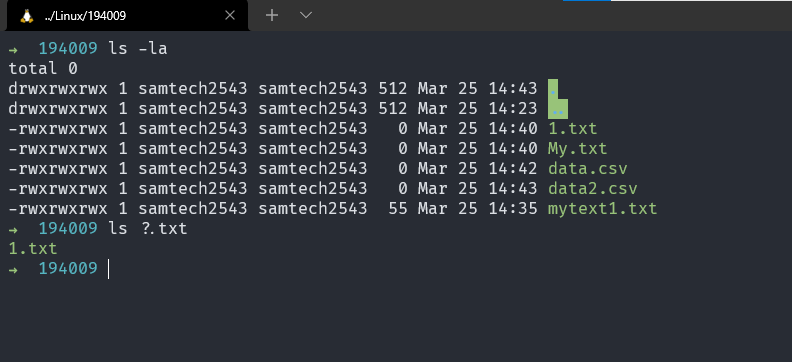 ../Linux/194009
→ 194009 ls -la
total 0
drwxrwxrwx 1 samtech2543 samtech2543 512 Mar 25 14:43 .
drwxrwxrwx 1 samtech2543 samtech2543 512 Mar 25 14:23 ..
-rwxrwxrwx 1 samtech2543 samtech2543 0 Mar 25 14:40 1.txt
-rwxrwxrwx 1 samtech2543 samtech2543 0 Mar 25 14:40 My.txt
-rwxrwxrwx 1 samtech2543 samtech2543 0 Mar 25 14:42 data.csv
-rwxrwxrwx 1 samtech2543 samtech2543 0 Mar 25 14:43 data2.csv
-rwxrwxrwx 1 samtech2543 samtech2543 55 Mar 25 14:35 mytext1.txt
→ 194009 ls ?.txt
1.txt
→ 194009